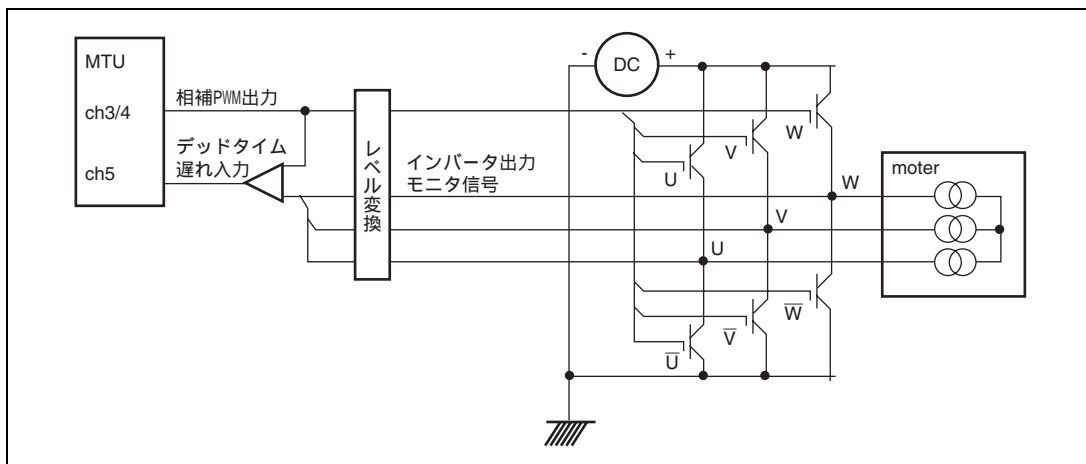 MTU
ch3/4
ch5
相補PWM出力
デッドタイム
遅れ入力
レベル変換
インバータ出力
モニタ信号
-
DC
+
W
V
U
W
V
U
W̅
V̅
U̅
moter